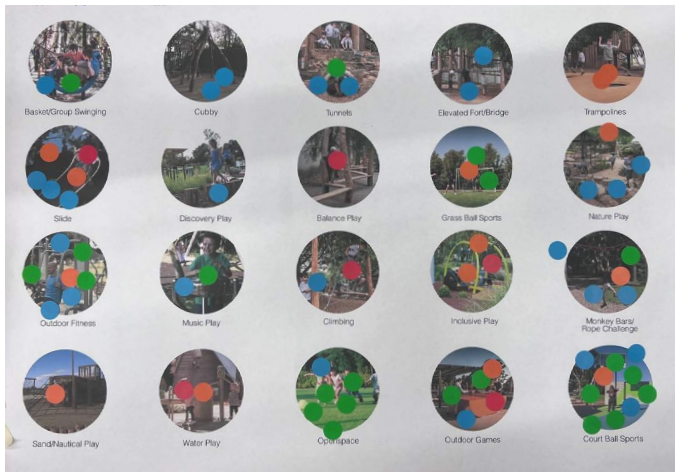 Basket/Group Swinging
Cubby
Tunnels
Elevated Fort/Bridge
Trampolines
Slide
Discovery Play
Balance Play
Grass Ball Sports
Nature Play
Outdoor Fitness
Music Play
Climbing
Inclusive Play
Monkey Bars/
Rope Challenge
Sand/Nautical Play
Water Play
Openspace
Outdoor Games
Court Ball Sports